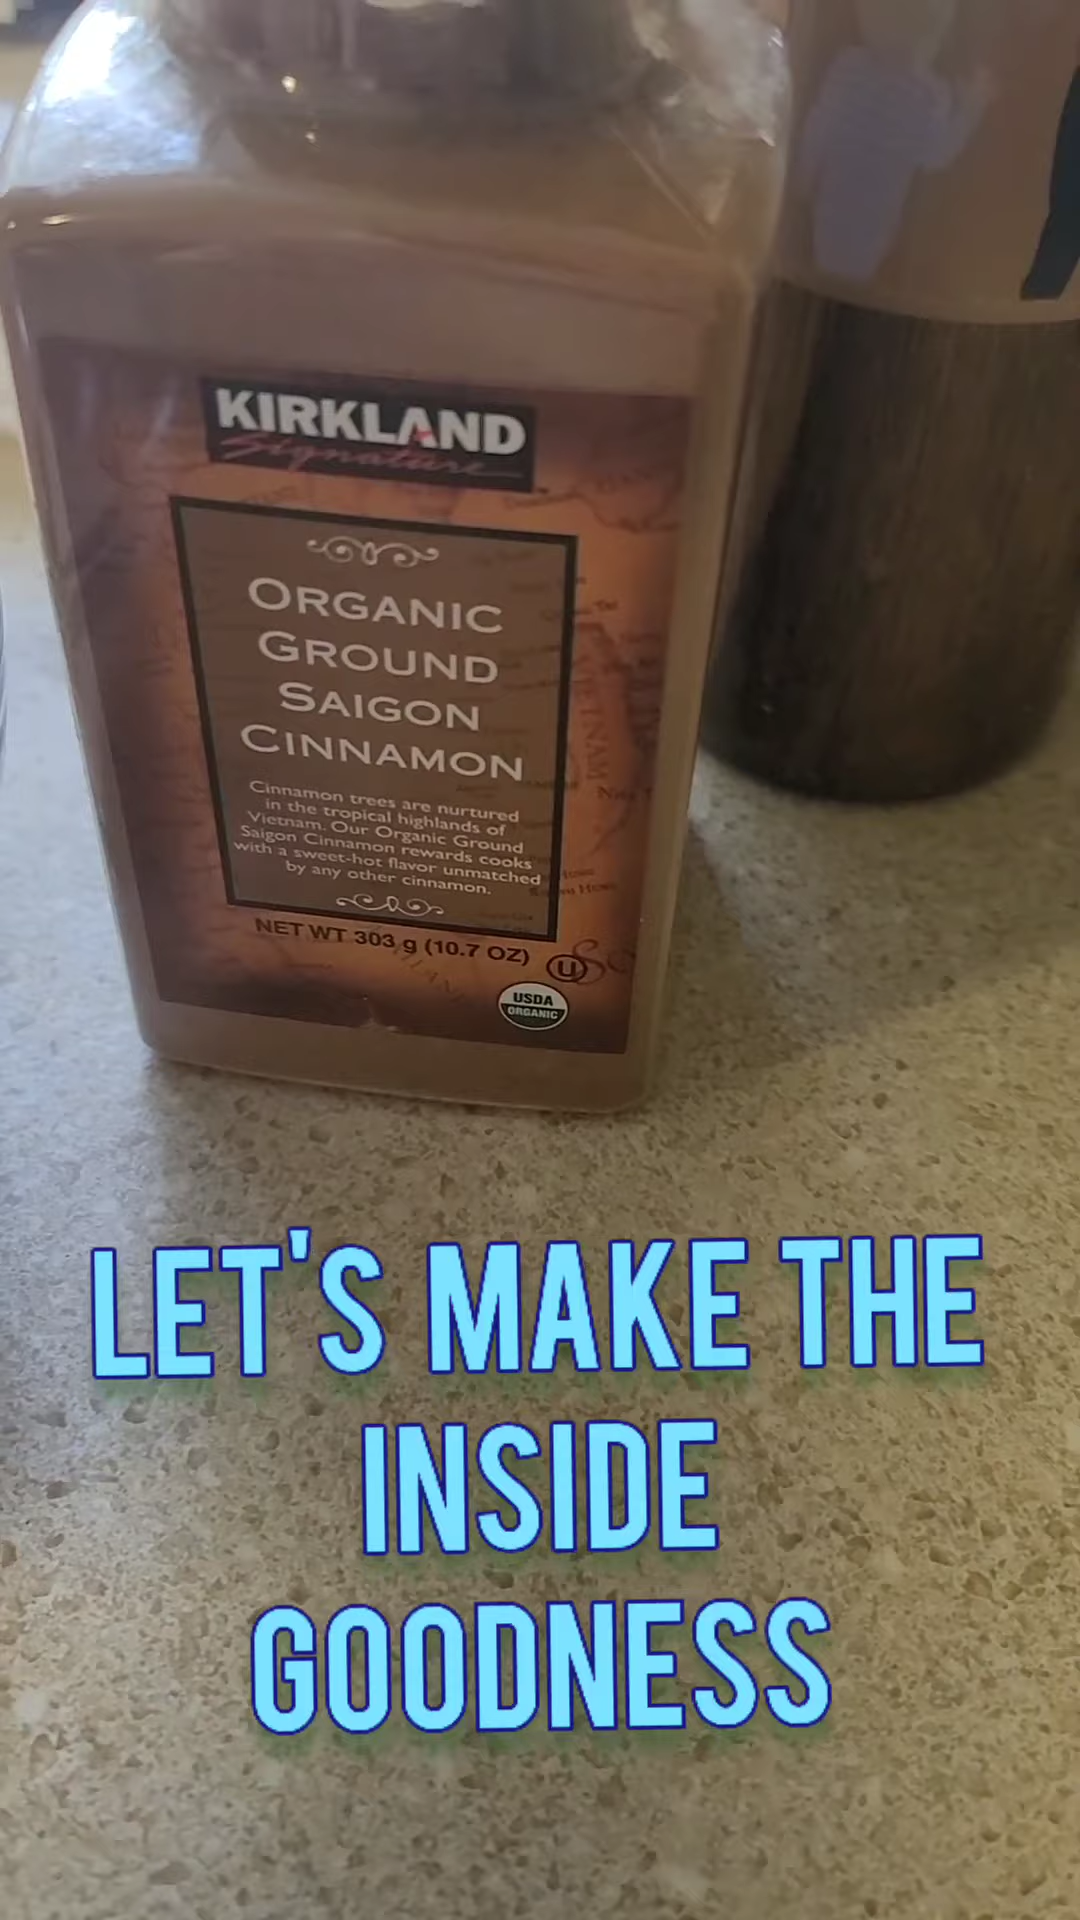 KIRKLAND
Signature
ORGANIC
GROUND
SAIGON
CINNAMON
Cinnamon trees are nurtured
in the tropical highlands of
Vietnam. Our Organic Ground
Saigon Cinnamon rewards cooks
with a sweet-hot flavor unmatched
by any other cinnamon.
NET WT 303 g (10.7 OZ)
U
USDA
ORGANIC
VIETNAM
LET'S MAKE THE
INSIDE
GOODNESS